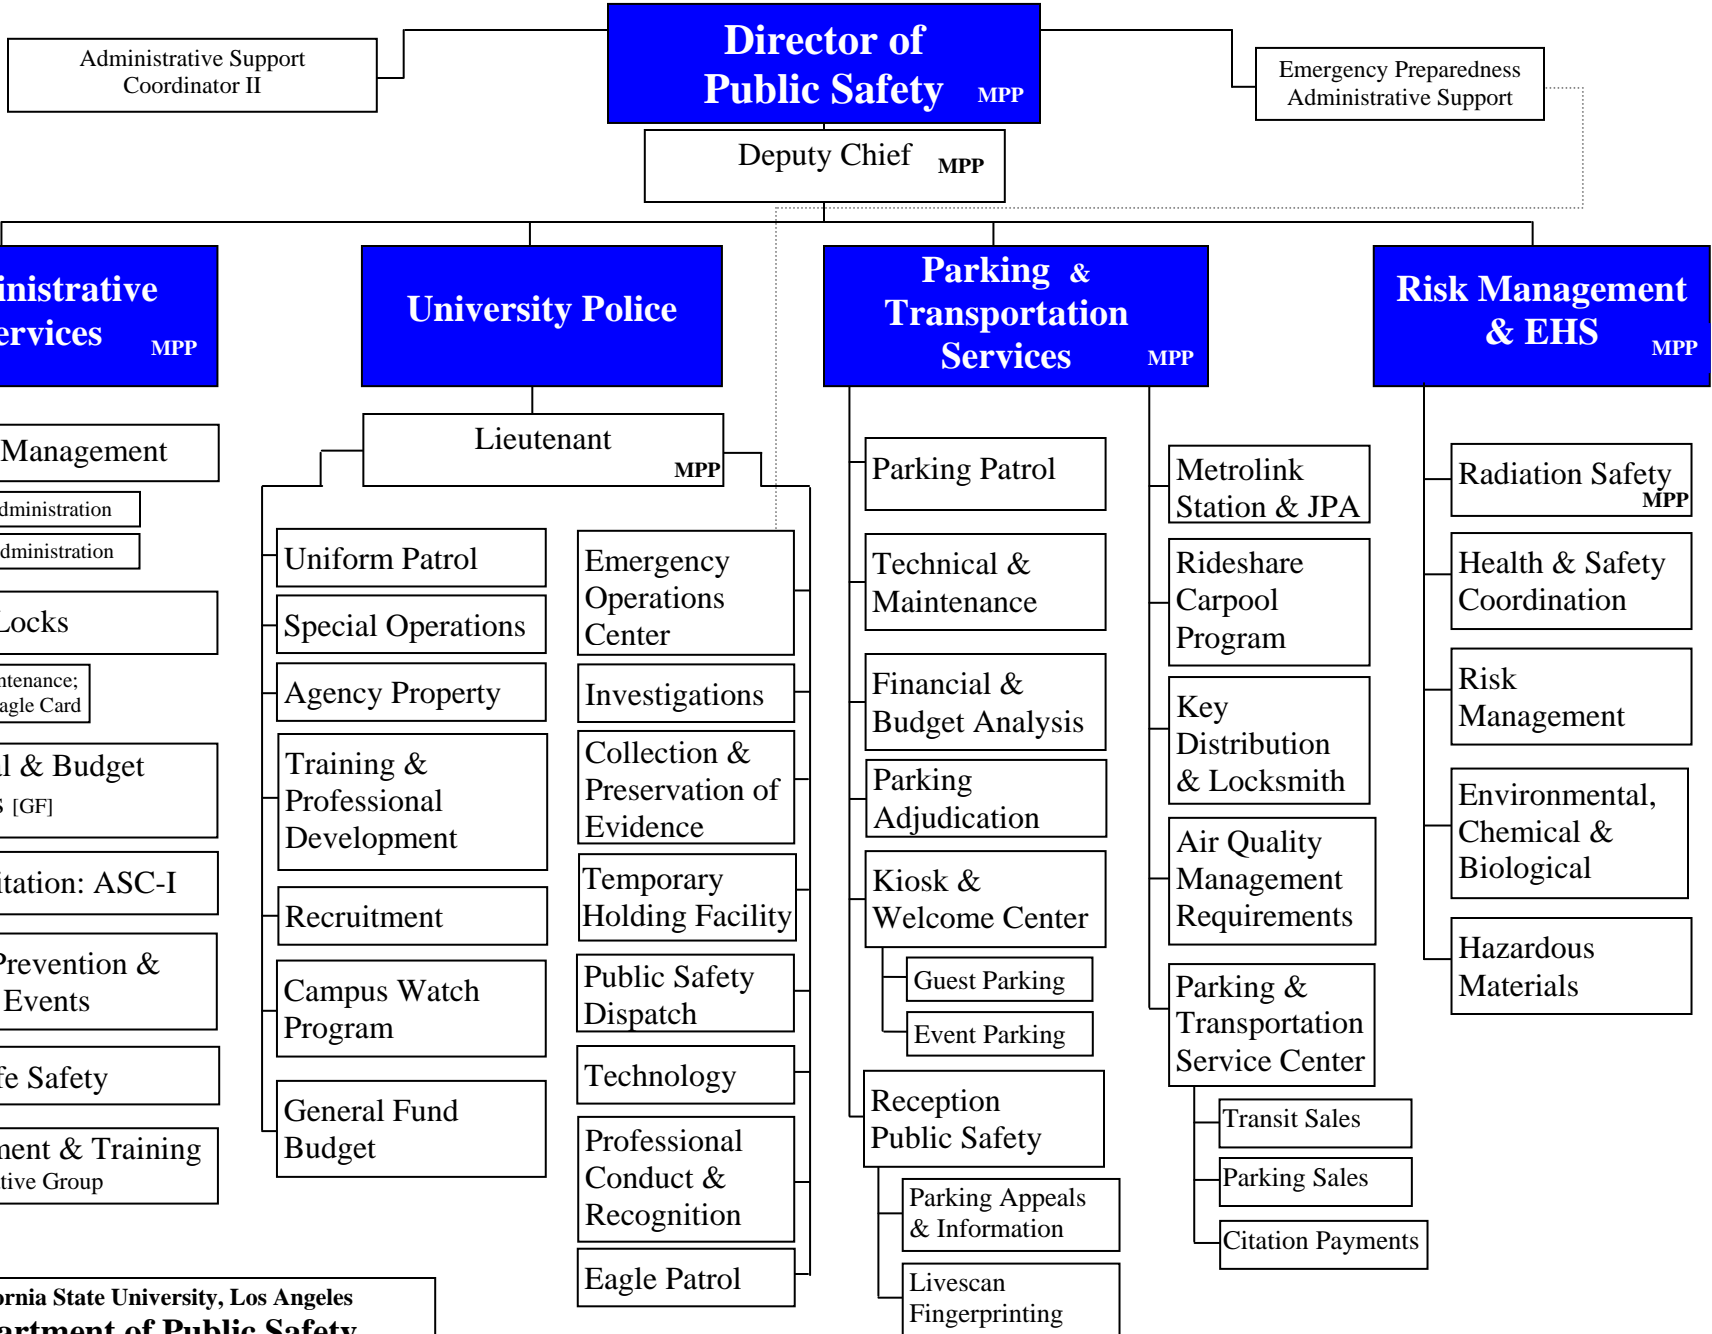 Director of
Public Safety MPP
Administrative Support
Coordinator II
Emergency Preparedness
Administrative Support
Deputy Chief MPP
inistrative
ervices MPP
University Police
Parking &
Transportation
Services MPP
Risk Management
& EHS MPP
Management
dministration
dministration
Locks
ntenance;
agle Card
l & Budget
s [GF]
itation: ASC-I
Prevention &
Events
fe Safety
ment & Training
tive Group
Lieutenant
MPP
Uniform Patrol
Special Operations
Agency Property
Training &
Professional
Development
Recruitment
Campus Watch
Program
General Fund
Budget
Emergency
Operations
Center
Investigations
Collection &
Preservation of
Evidence
Temporary
Holding Facility
Public Safety
Dispatch
Technology
Professional
Conduct &
Recognition
Eagle Patrol
Parking Patrol
Technical &
Maintenance
Financial &
Budget Analysis
Parking
Adjudication
Kiosk &
Welcome Center
Guest Parking
Event Parking
Reception
Public Safety
Parking Appeals
& Information
Livescan
Fingerprinting
Metrolink
Station & JPA
Rideshare
Carpool
Program
Key
Distribution
& Locksmith
Air Quality
Management
Requirements
Parking &
Transportation
Service Center
Transit Sales
Parking Sales
Citation Payments
Radiation Safety
MPP
Health & Safety
Coordination
Risk
Management
Environmental,
Chemical &
Biological
Hazardous
Materials
ornia State University, Los Angeles
artment of Public Safety